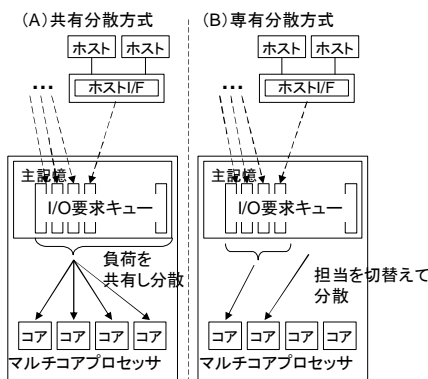 (A)共有分散方式
ホスト ホスト
ホストI/F
...
主記憶
I/O要求キュー
負荷を
共有し分散
コア コア コア コア
マルチコアプロセッサ
(B)専有分散方式
ホスト ホスト
ホストI/F
...
主記憶
I/O要求キュー
担当を切替えて
分散
コア コア コア コア
マルチコアプロセッサ